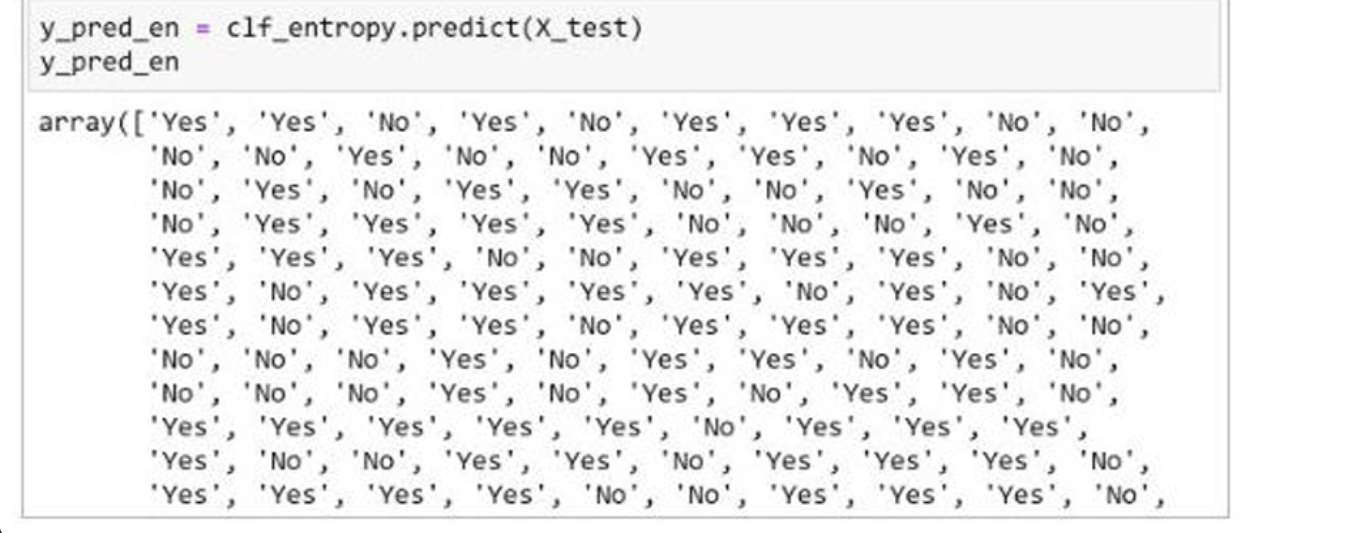 y_pred_en = clf_entropy.predict(X_test)
y_pred_en
array(['Yes', 'Yes', 'No', 'Yes', 'No', 'Yes', 'Yes', 'Yes', 'No', 'No',
'No', 'No', 'Yes', 'No', 'No', 'Yes', 'Yes', 'No', 'Yes', 'No',
'No', 'Yes', 'No', 'Yes', 'Yes', 'No', 'No', 'Yes', 'No', 'No',
'No', 'Yes', 'Yes', 'Yes', 'Yes', 'No', 'No', 'No', 'Yes', 'No',
'Yes', 'Yes', 'Yes', 'No', 'No', 'Yes', 'Yes', 'Yes', 'No', 'No',
'Yes', 'No', 'Yes', 'Yes', 'Yes', 'Yes', 'No', 'Yes', 'No', 'Yes',
'Yes', 'No', 'Yes', 'Yes', 'No', 'Yes', 'Yes', 'Yes', 'No', 'No',
'No', 'No', 'No', 'Yes', 'No', 'Yes', 'Yes', 'No', 'Yes', 'No',
'No', 'No', 'No', 'Yes', 'No', 'Yes', 'No', 'Yes', 'Yes', 'No',
'Yes', 'Yes', 'Yes', 'Yes', 'Yes', 'No', 'Yes', 'Yes', 'Yes',
'Yes', 'No', 'No', 'Yes', 'Yes', 'No', 'Yes', 'Yes', 'Yes', 'No',
'Yes', 'Yes', 'Yes', 'Yes', 'No', 'No', 'Yes', 'Yes', 'Yes', 'No',